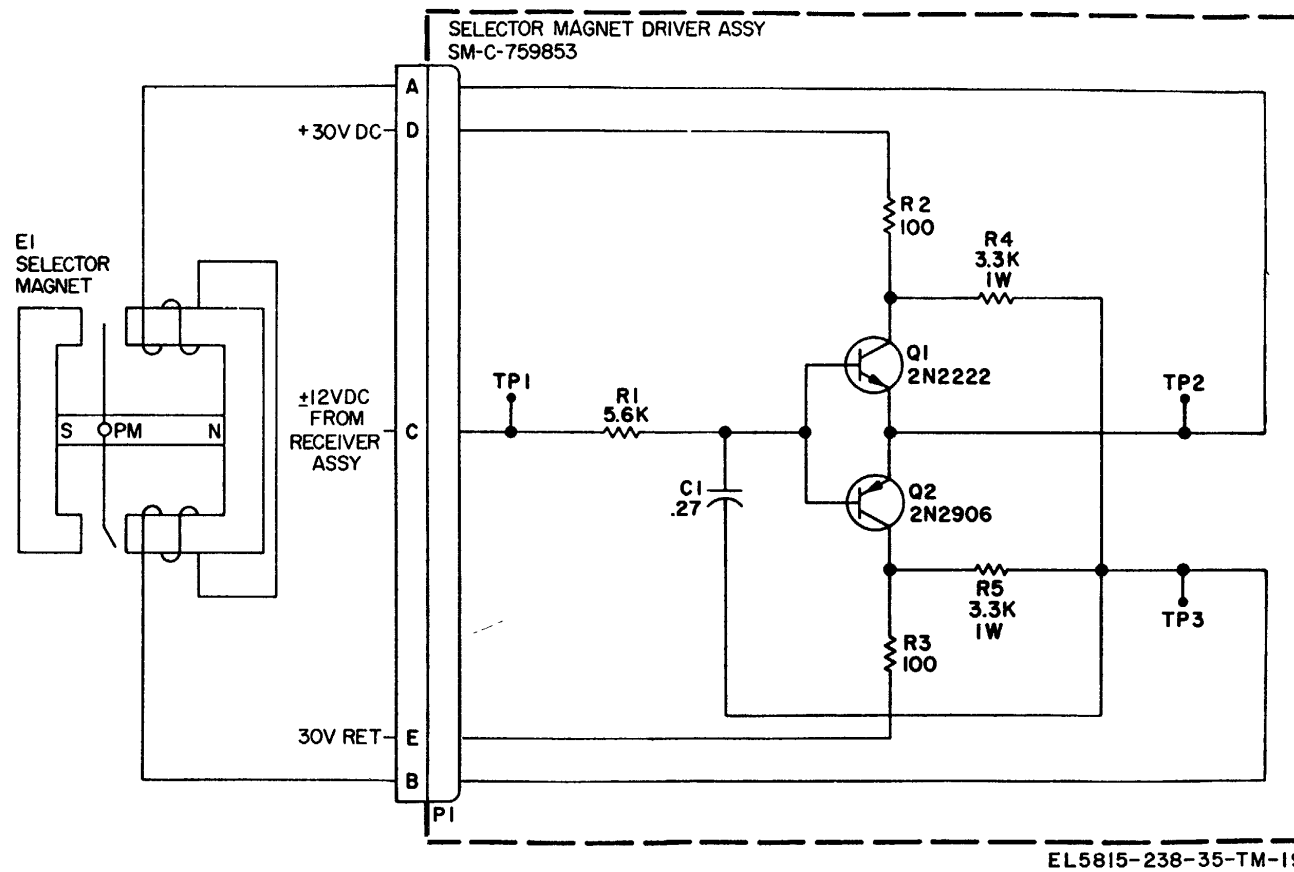 SELECTOR MAGNET DRIVER ASSY
SM-C-759853
A
+30V DC
D
R2
100
R4
3.3K
1W
E1
SELECTOR
MAGNET
Q1
2N2222
TP1
R1
5.6K
TP2
±12VDC
FROM
RECEIVER
ASSY
C
S
PM
N
C1
.27
Q2
2N2906
R5
3.3K
1W
TP3
R3
100
30V RET
E
B
P1
EL5815-238-35-TM-19